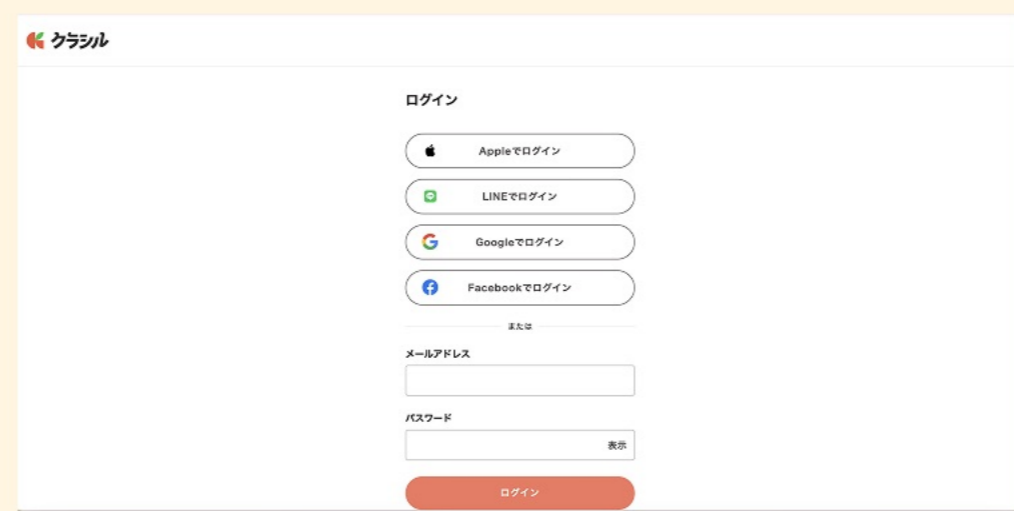 クラシル
ログイン
Appleでログイン
LINEでログイン
Googleでログイン
Facebookでログイン
または
メールアドレス
パスワード
表示
ログイン